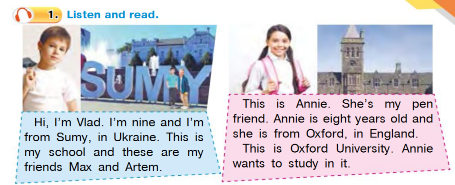 1. Listen and read.
SUMY
Hi, I'm Vlad. I'm nine and I'm
from Sumy, in Ukraine. This is
my school and these are my
friends Max and Artem.
This is Annie. She's my pen
friend. Annie is eight years old and
she is from Oxford, in England.
This is Oxford University. Annie
wants to study in it.